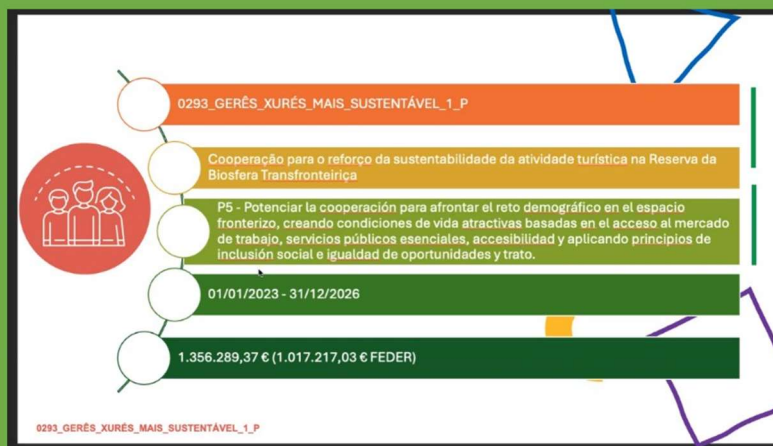 0293_GERÊS_XURÉS_MAIS_SUSTENTÁVEL_1_P
Cooperação para o reforço da sustentabilidade da atividade turística na Reserva da
Biosfera Transfronteiriça
P5 - Potenciar la cooperación para afrontar el reto demográfico en el espacio
fronterizo, creando condiciones de vida atractivas basadas en el acceso al mercado
de trabajo, servicios públicos esenciales, accesibilidad y aplicando principios de
inclusión social e igualdad de oportunidades y trato.
01/01/2023 - 31/12/2026
1.356.289,37 € (1.017.217,03 € FEDER)
0293_GERÊS_XURÉS_MAIS_SUSTENTÁVEL_1_P